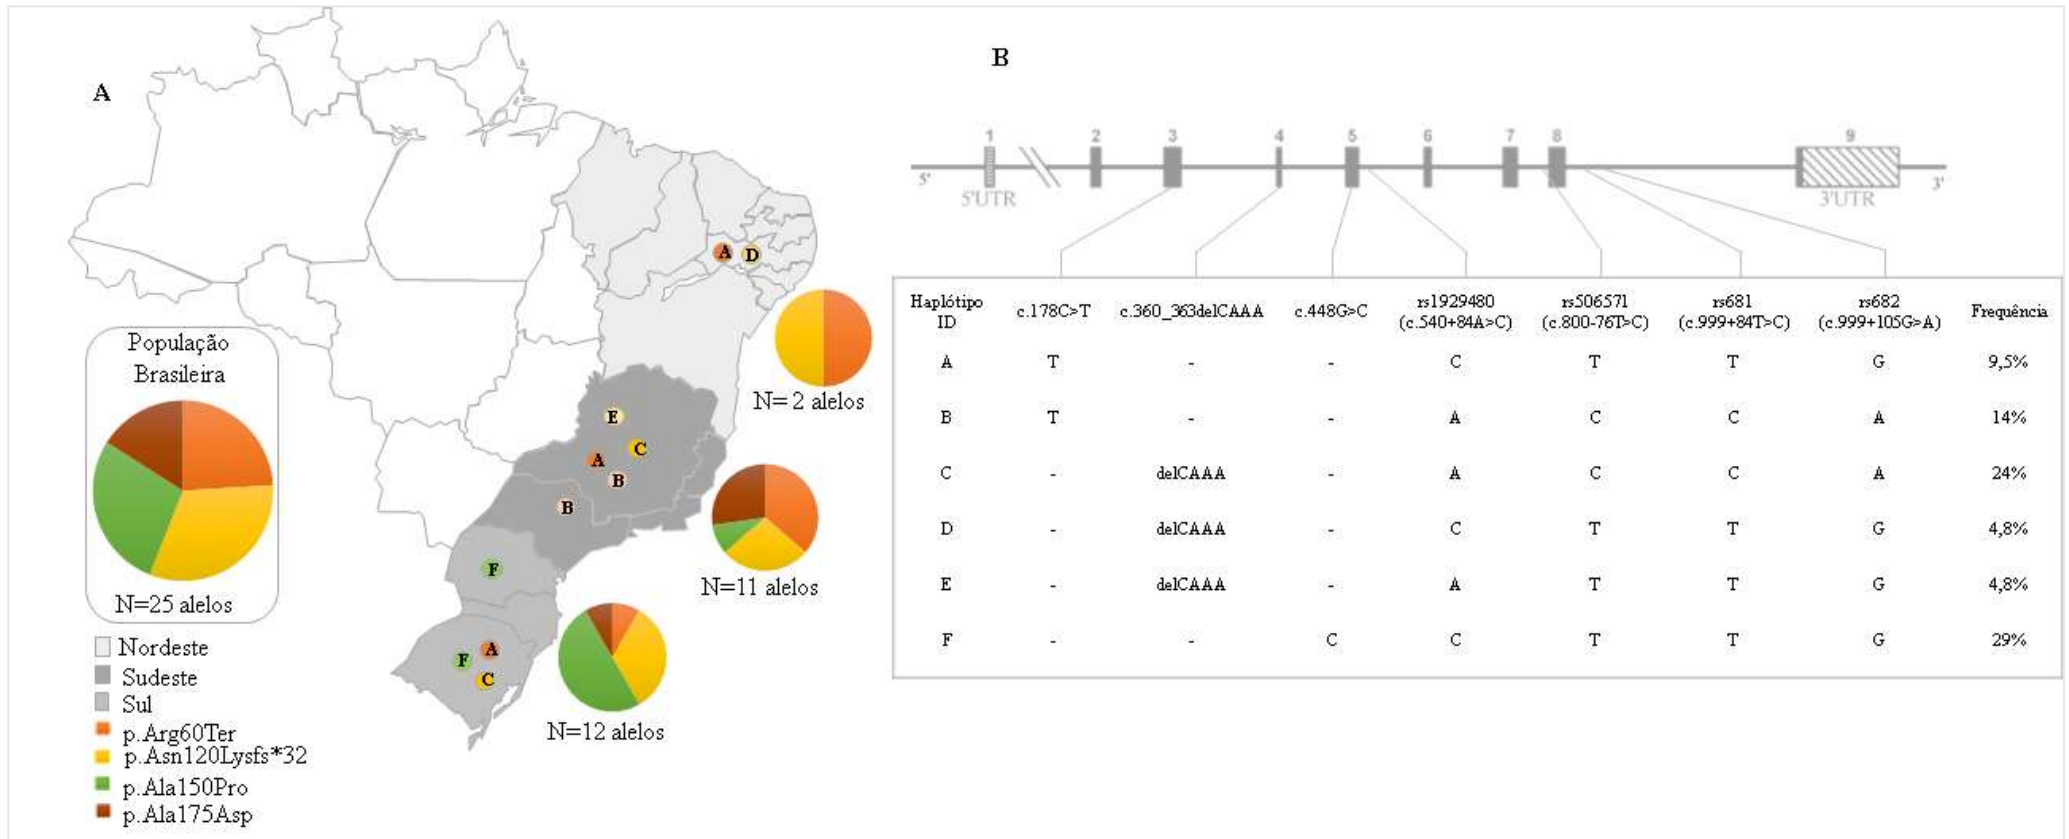 A
A
D
E
C
A
B
B
F
A
F
C
População
Brasileira
N=25 alelos
N= 2 alelos
N=11 alelos
N=12 alelos
Nordeste
Sudeste
Sul
p.Arg60Ter
p.Asn120Lysfs*32
p.Ala150Pro
p.Ala175Asp
B
1 2 3 4 5 6 7 8 9
5' 3'
5'UTR 3'UTR
Haplótipo ID c.178C>T c.360_363delCAAA c.448G>C rs1929480 (c.540+84A>C) rs506571 (c.800-76T>C) rs681 (c.999+84T>C) rs682 (c.999+105G>A) Frequência
A T - - C T T G 9,5%
B T - - A C C A 14%
C - delCAAA - A C C A 24%
D - delCAAA - C T T G 4,8%
E - delCAAA - A T T G 4,8%
F - - C C T T G 29%